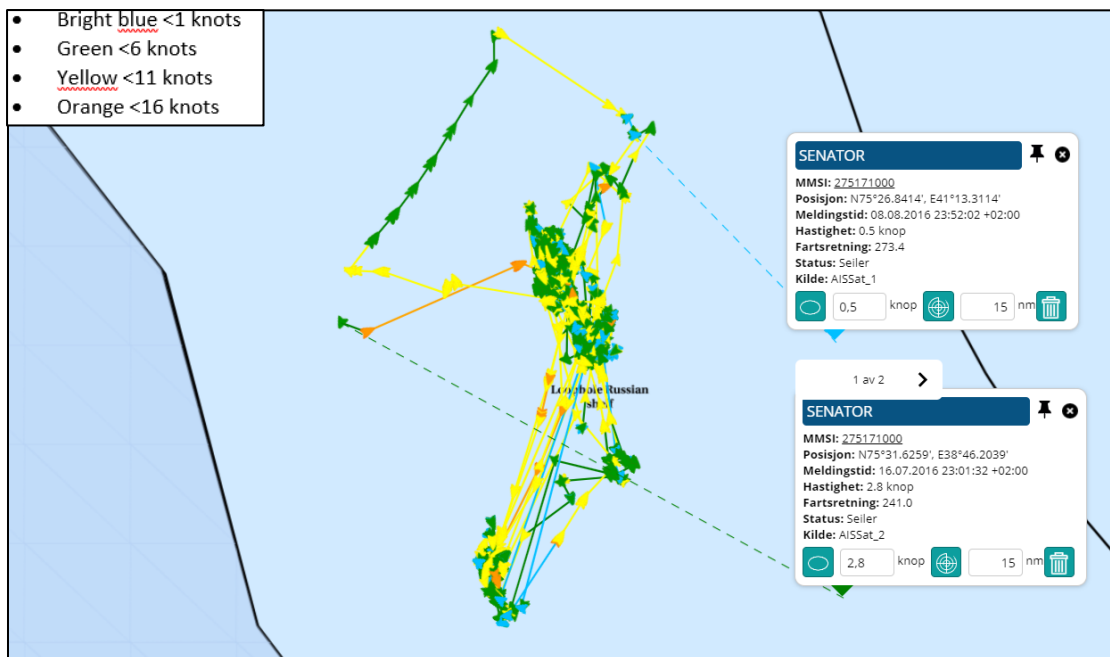 • Bright blue <1 knots
• Green <6 knots
• Yellow <11 knots
• Orange <16 knots
SENATOR
MMSI: 275171000
Posisjon: N75°26.8414', E41°13.3114'
Meldingstid: 08.08.2016 23:52:02 +02:00
Hastighet: 0.5 knop
Fartsretning: 273.4
Status: Seiler
Kilde: AISSat_1
0,5 knop 15 nm
1 av 2
SENATOR
MMSI: 275171000
Posisjon: N75°31.6259', E38°46.2039'
Meldingstid: 16.07.2016 23:01:32 +02:00
Hastighet: 2.8 knop
Fartsretning: 241.0
Status: Seiler
Kilde: AISSat_2
2,8 knop 15 nm
Russian